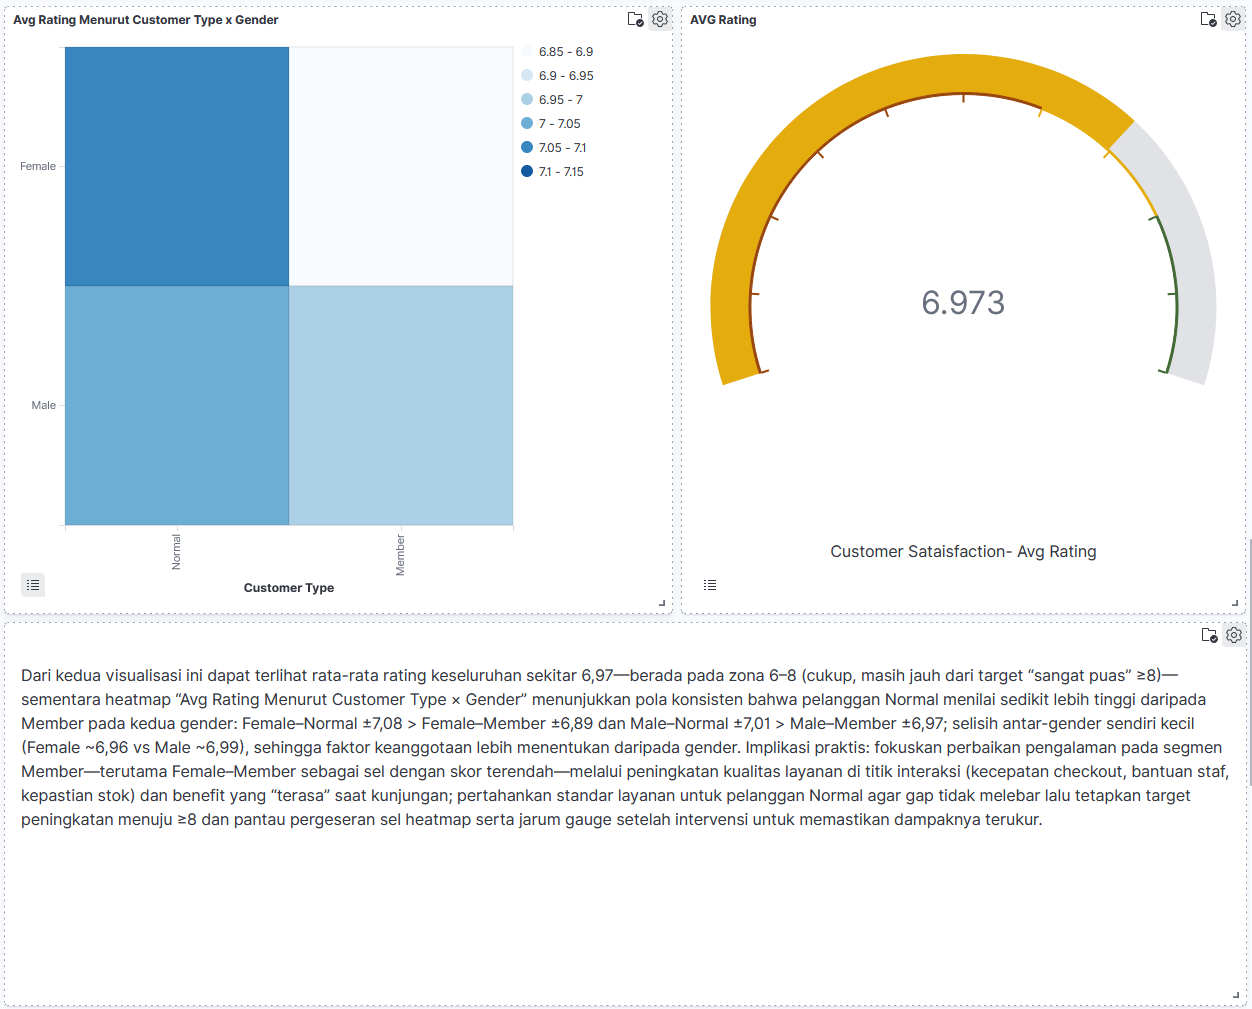 Avg Rating Menurut Customer Type x Gender
Female
Male
Normal
Member
Customer Type
6.85 - 6.9
6.9 - 6.95
6.95 - 7
7 - 7.05
7.05 - 7.1
7.1 - 7.15
AVG Rating
6.973
Customer Sataisfaction- Avg Rating
Dari kedua visualisasi ini dapat terlihat rata-rata rating keseluruhan sekitar 6,97—berada pada zona 6–8 (cukup, masih jauh dari target “sangat puas” ≥8)—
sementara heatmap “Avg Rating Menurut Customer Type × Gender” menunjukkan pola konsisten bahwa pelanggan Normal menilai sedikit lebih tinggi daripada
Member pada kedua gender: Female–Normal ±7,08 > Female–Member ±6,89 dan Male–Normal ±7,01 > Male–Member ±6,97; selisih antar-gender sendiri kecil
(Female ~6,96 vs Male ~6,99), sehingga faktor keanggotaan lebih menentukan daripada gender. Implikasi praktis: fokuskan perbaikan pengalaman pada segmen
Member—terutama Female–Member sebagai sel dengan skor terendah—melalui peningkatan kualitas layanan di titik interaksi (kecepatan checkout, bantuan staf,
kepastian stok) dan benefit yang “terasa” saat kunjungan; pertahankan standar layanan untuk pelanggan Normal agar gap tidak melebar lalu tetapkan target
peningkatan menuju ≥8 dan pantau pergeseran sel heatmap serta jarum gauge setelah intervensi untuk memastikan dampaknya terukur.